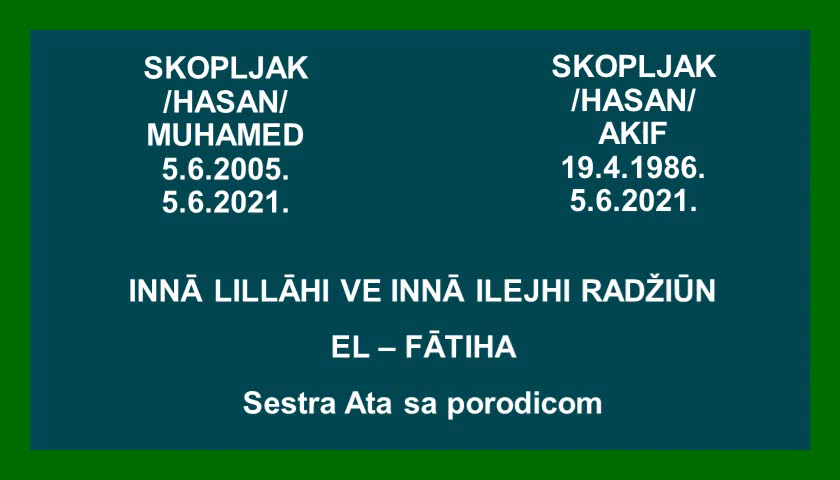 SKOPLJAK
/HASAN/
MUHAMED
5.6.2005.
5.6.2021.
SKOPLJAK
/HASAN/
AKIF
19.4.1986.
5.6.2021.
INNĀ LILLĀHI VE INNĀ ILEJHI RADŽIŪN
EL – FĀTIHA
Sestra Ata sa porodicom